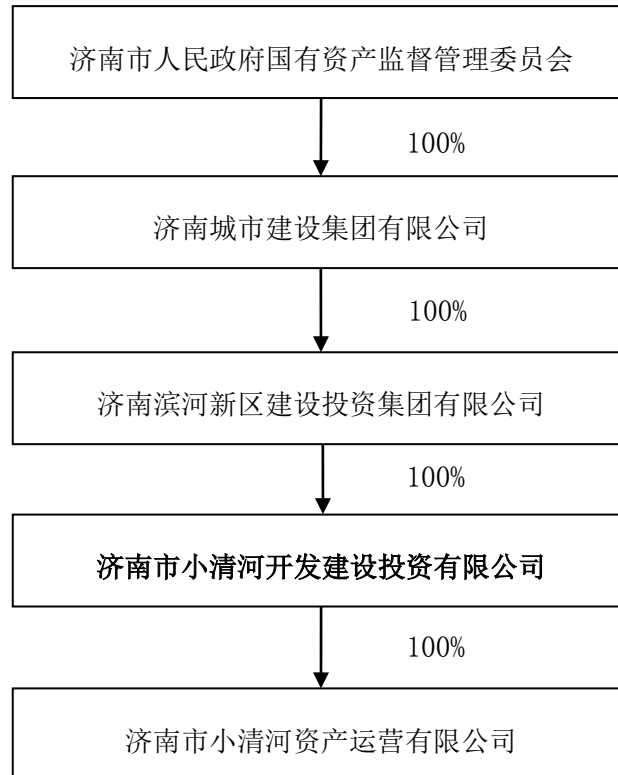 济南市人民政府国有资产监督管理委员会
100%
济南城市建设集团有限公司
100%
济南滨河新区建设投资集团有限公司
100%
济南市小清河开发建设投资有限公司
100%
济南市小清河资产运营有限公司